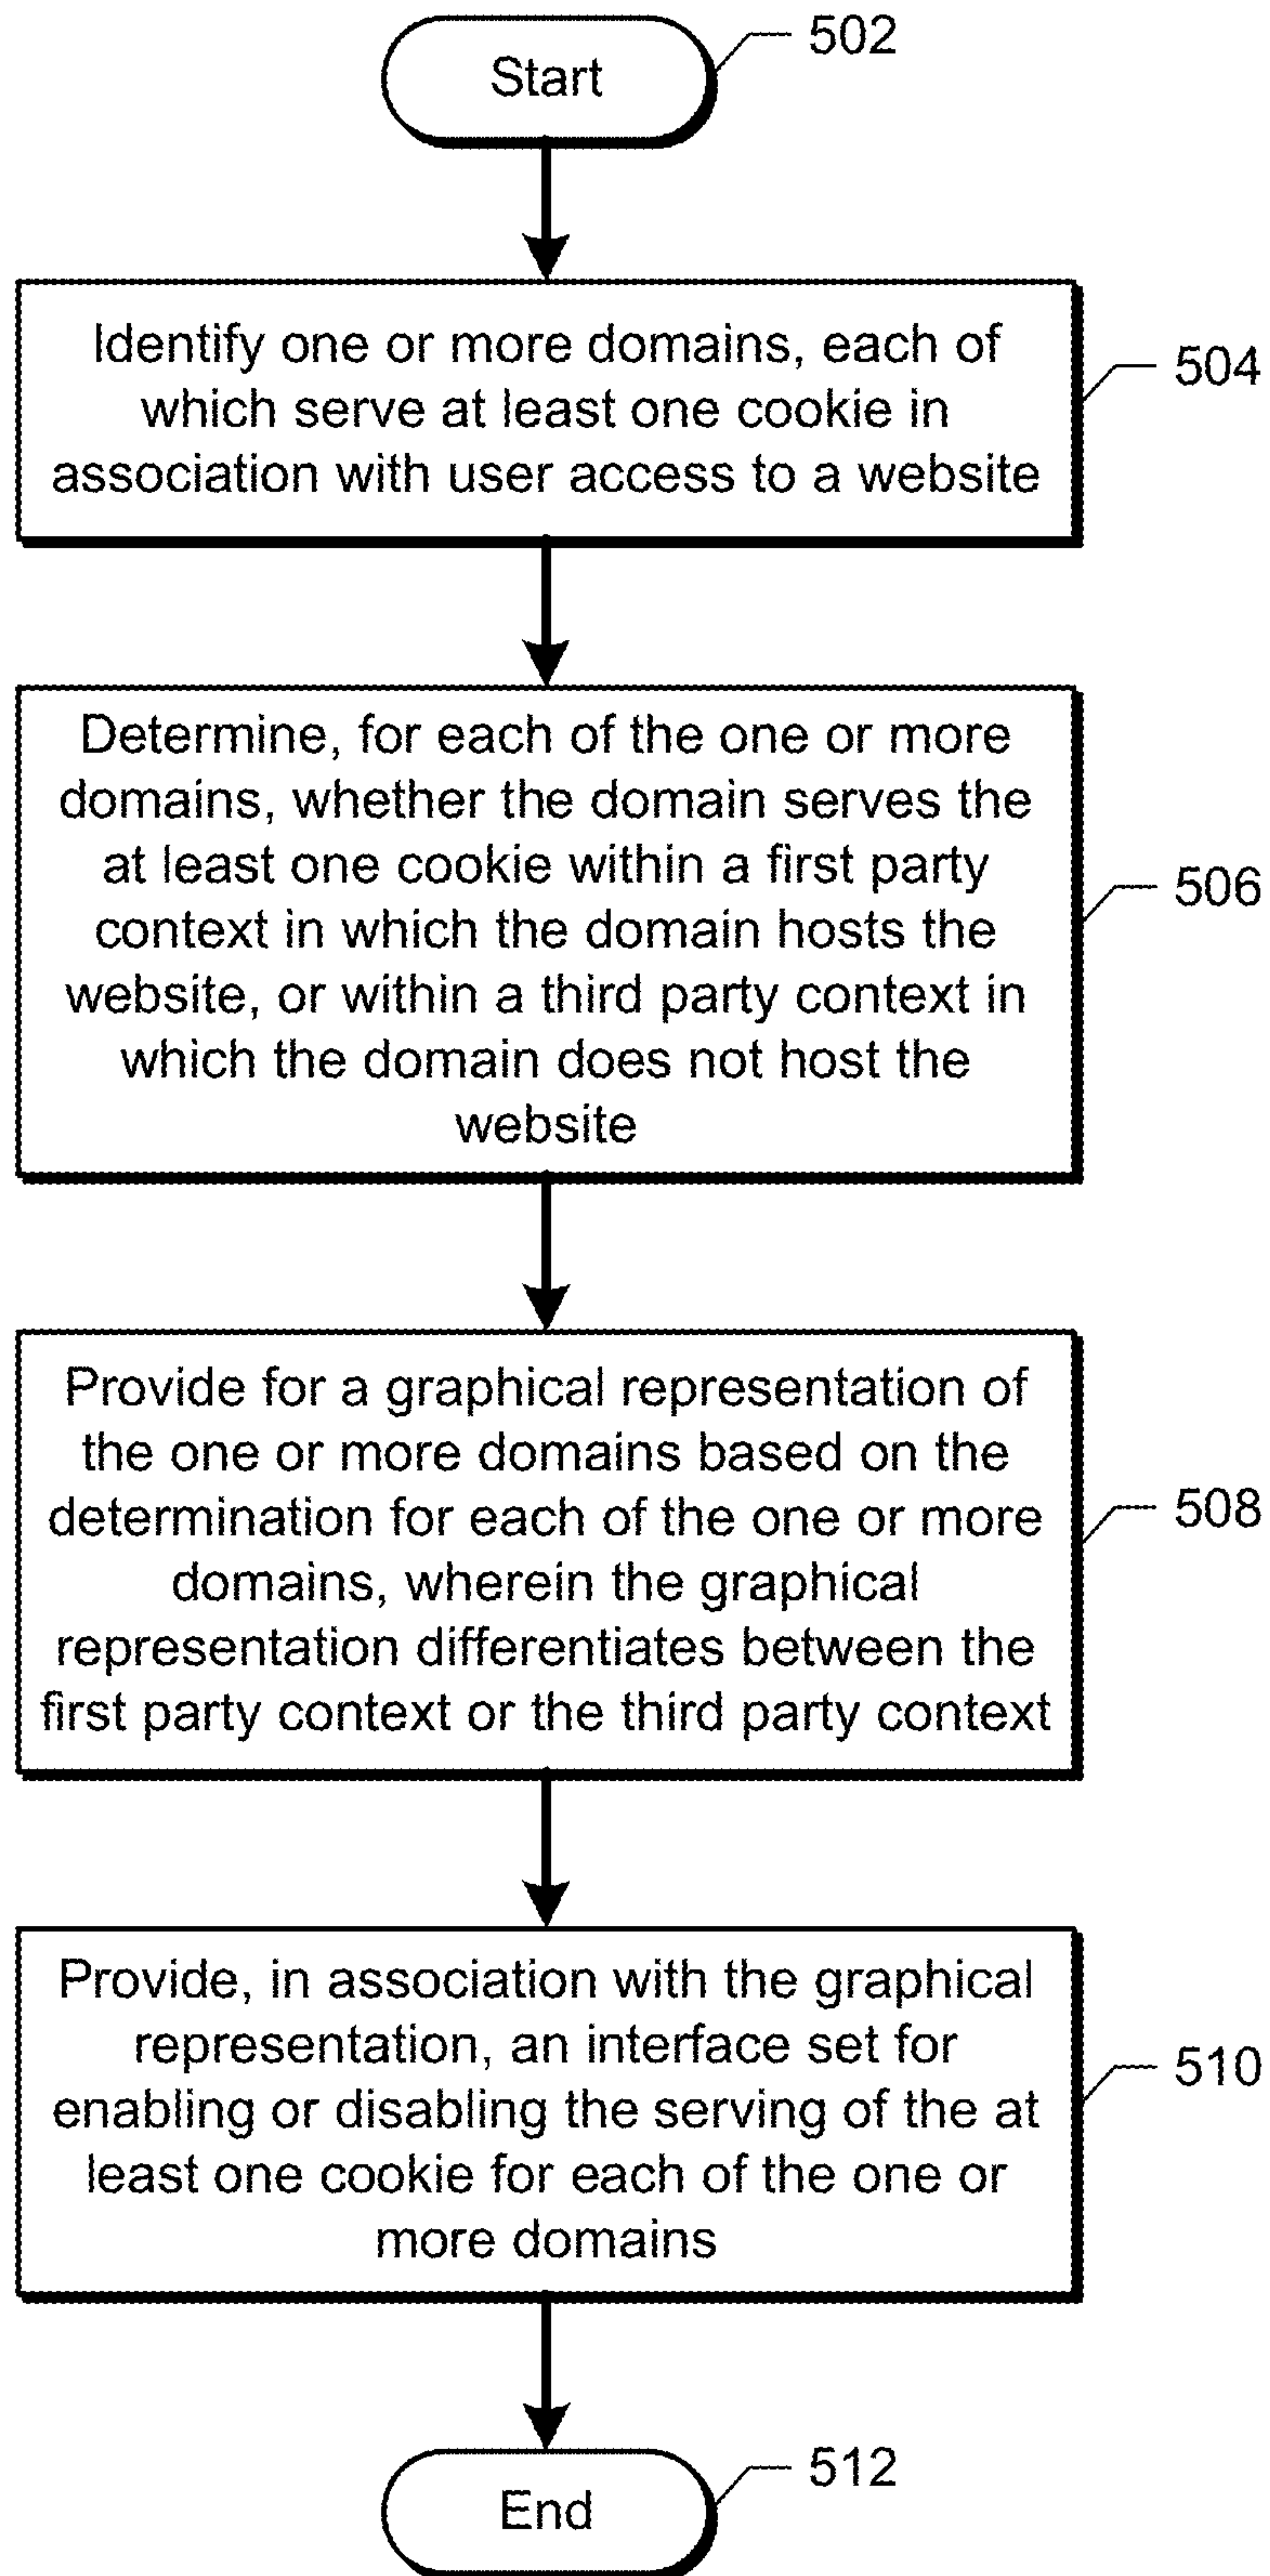 Start
502
Identify one or more domains, each of
which serve at least one cookie in
association with user access to a website
504
Determine, for each of the one or more
domains, whether the domain serves the
at least one cookie within a first party
context in which the domain hosts the
website, or within a third party context in
which the domain does not host the
website
506
Provide for a graphical representation of
the one or more domains based on the
determination for each of the one or more
domains, wherein the graphical
representation differentiates between the
first party context or the third party context
508
Provide, in association with the graphical
representation, an interface set for
enabling or disabling the serving of the at
least one cookie for each of the one or
more domains
510
End
512